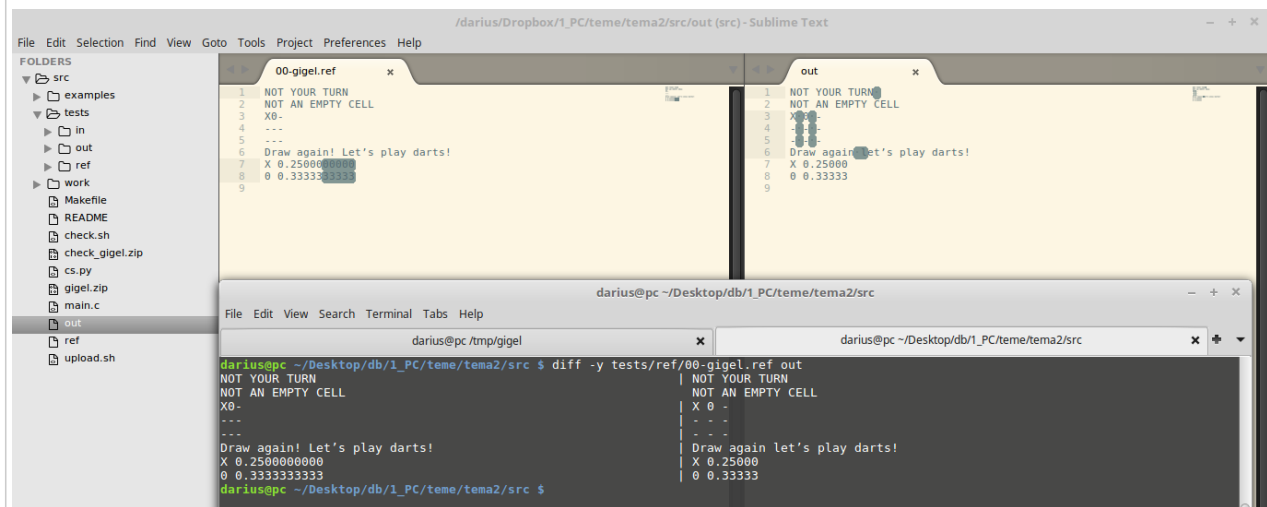 /darius/Dropbox/1_PC/teme/tema2/src/out (src) - Sublime Text
File Edit Selection Find View Goto Tools Project Preferences Help
FOLDERS
src
examples
tests
in
out
ref
work
Makefile
README
check.sh
check_gigel.zip
cs.py
gigel.zip
main.c
out
ref
upload.sh
00-gigel.ref
1 NOT YOUR TURN
2 NOT AN EMPTY CELL
3 X0-
4 ---
5 ---
6 Draw again! Let's play darts!
7 X 0.2500000000
8 0 0.3333333333
9
out
1 NOT YOUR TURN
2 NOT AN EMPTY CELL
3 X 0 -
4 - - -
5 - - -
6 Draw again let's play darts!
7 X 0.25000
8 0 0.33333
9
darius@pc ~/Desktop/db/1_PC/teme/tema2/src
File Edit View Search Terminal Tabs Help
darius@pc /tmp/gigel
darius@pc ~/Desktop/db/1_PC/teme/tema2/src
darius@pc ~/Desktop/db/1_PC/teme/tema2/src $ diff -y tests/ref/00-gigel.ref out
NOT YOUR TURN | NOT YOUR TURN
NOT AN EMPTY CELL NOT AN EMPTY CELL
X0- | X 0 -
--- | - - -
--- | - - -
Draw again! Let's play darts! | Draw again let's play darts!
X 0.2500000000 | X 0.25000
0 0.3333333333 | 0 0.33333
darius@pc ~/Desktop/db/1_PC/teme/tema2/src $